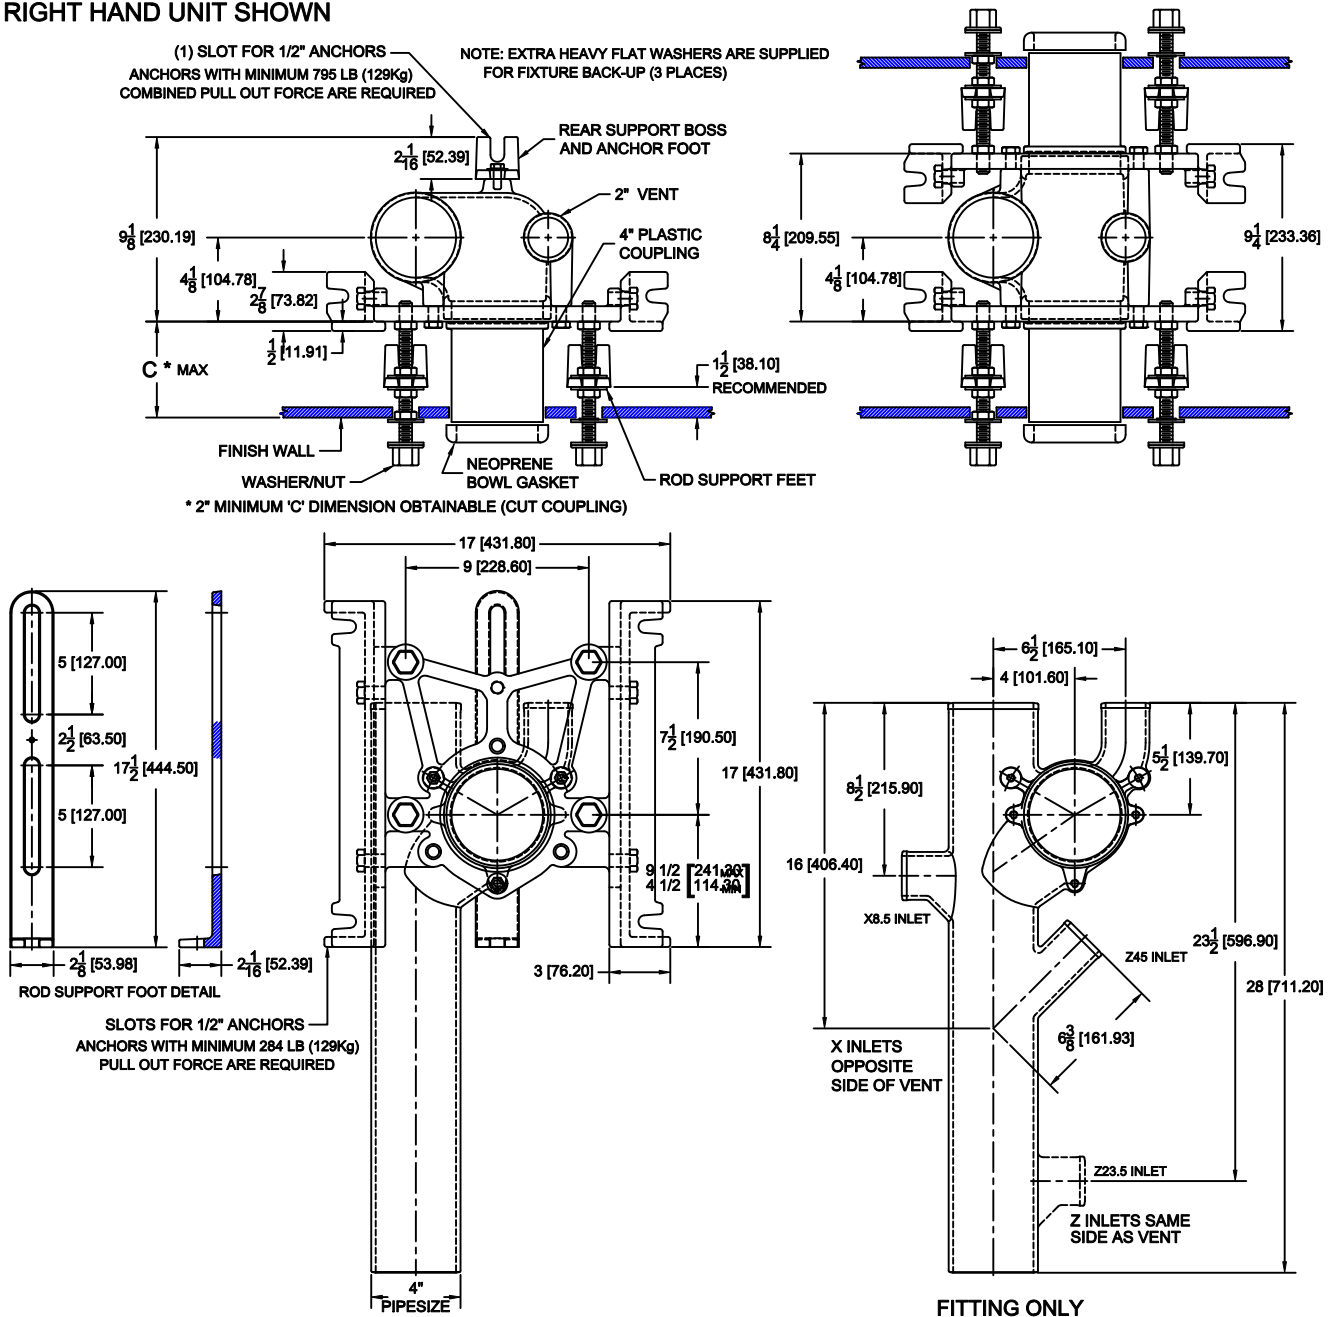 RIGHT HAND UNIT SHOWN
(1) SLOT FOR 1/2" ANCHORS
ANCHORS WITH MINIMUM 795 LB (129Kg)
COMBINED PULL OUT FORCE ARE REQUIRED
NOTE: EXTRA HEAVY FLAT WASHERS ARE SUPPLIED
FOR FIXTURE BACK-UP (3 PLACES)
REAR SUPPORT BOSS
AND ANCHOR FOOT
2 1/16 [52.39]
2" VENT
4" PLASTIC
COUPLING
9 1/8 [230.19]
4 1/8 [104.78]
2 7/8 [73.82]
1/2 [11.91]
C * MAX
1 1/2 [38.10]
RECOMMENDED
FINISH WALL
WASHER/NUT
NEOPRENE
BOWL GASKET
ROD SUPPORT FEET
* 2" MINIMUM 'C' DIMENSION OBTAINABLE (CUT COUPLING)
8 1/4 [209.55]
4 1/8 [104.78]
9 1/4 [233.36]
5 [127.00]
2 1/2 [63.50]
17 1/2 [444.50]
5 [127.00]
2 1/8 [53.98]
2 1/16 [52.39]
ROD SUPPORT FOOT DETAIL
17 [431.80]
9 [228.60]
7 1/2 [190.50]
17 [431.80]
9 1/2 [241.30] MAX
4 1/2 [114.30] MIN
3 [76.20]
SLOTS FOR 1/2" ANCHORS
ANCHORS WITH MINIMUM 284 LB (129Kg)
PULL OUT FORCE ARE REQUIRED
4"
PIPESIZE
6 1/2 [165.10]
4 [101.60]
5 1/2 [139.70]
8 1/2 [215.90]
16 [406.40]
X8.5 INLET
Z45 INLET
23 1/2 [596.90]
28 [711.20]
6 3/8 [161.93]
X INLETS
OPPOSITE
SIDE OF VENT
Z23.5 INLET
Z INLETS SAME
SIDE AS VENT
FITTING ONLY